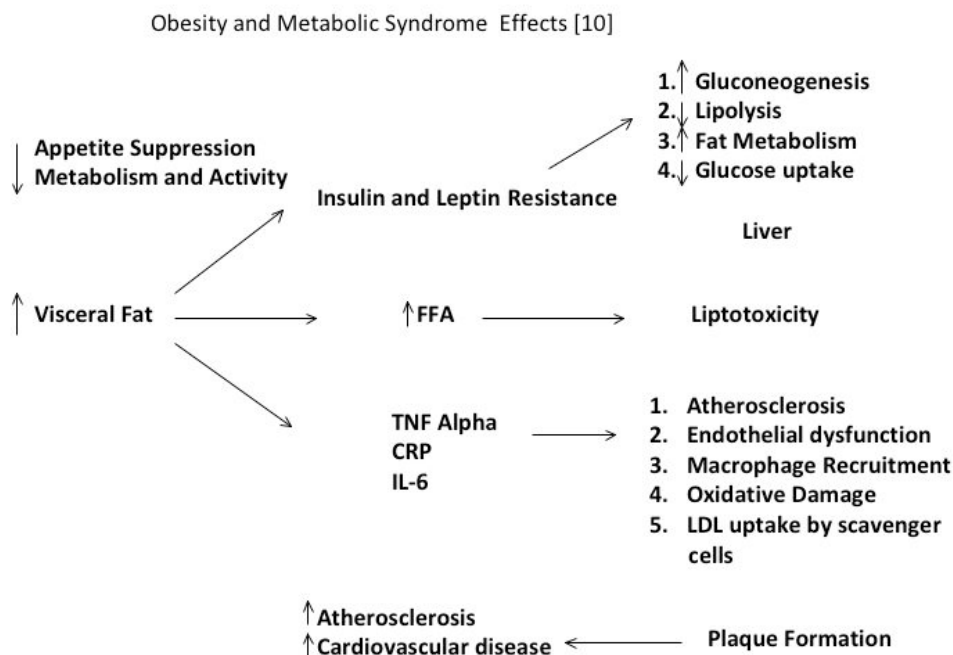 Obesity and Metabolic Syndrome Effects [10]
1.↑ Gluconeogenesis
2.↓ Lipolysis
3.↑ Fat Metabolism
4.↓ Glucose uptake
↓ Appetite Suppression
Metabolism and Activity
Insulin and Leptin Resistance
Liver
↑ Visceral Fat
↑FFA
Liptotoxicity
TNF Alpha
CRP
IL-6
1. Atherosclerosis
2. Endothelial dysfunction
3. Macrophage Recruitment
4. Oxidative Damage
5. LDL uptake by scavenger
cells
↑Atherosclerosis
↑Cardiovascular disease
Plaque Formation